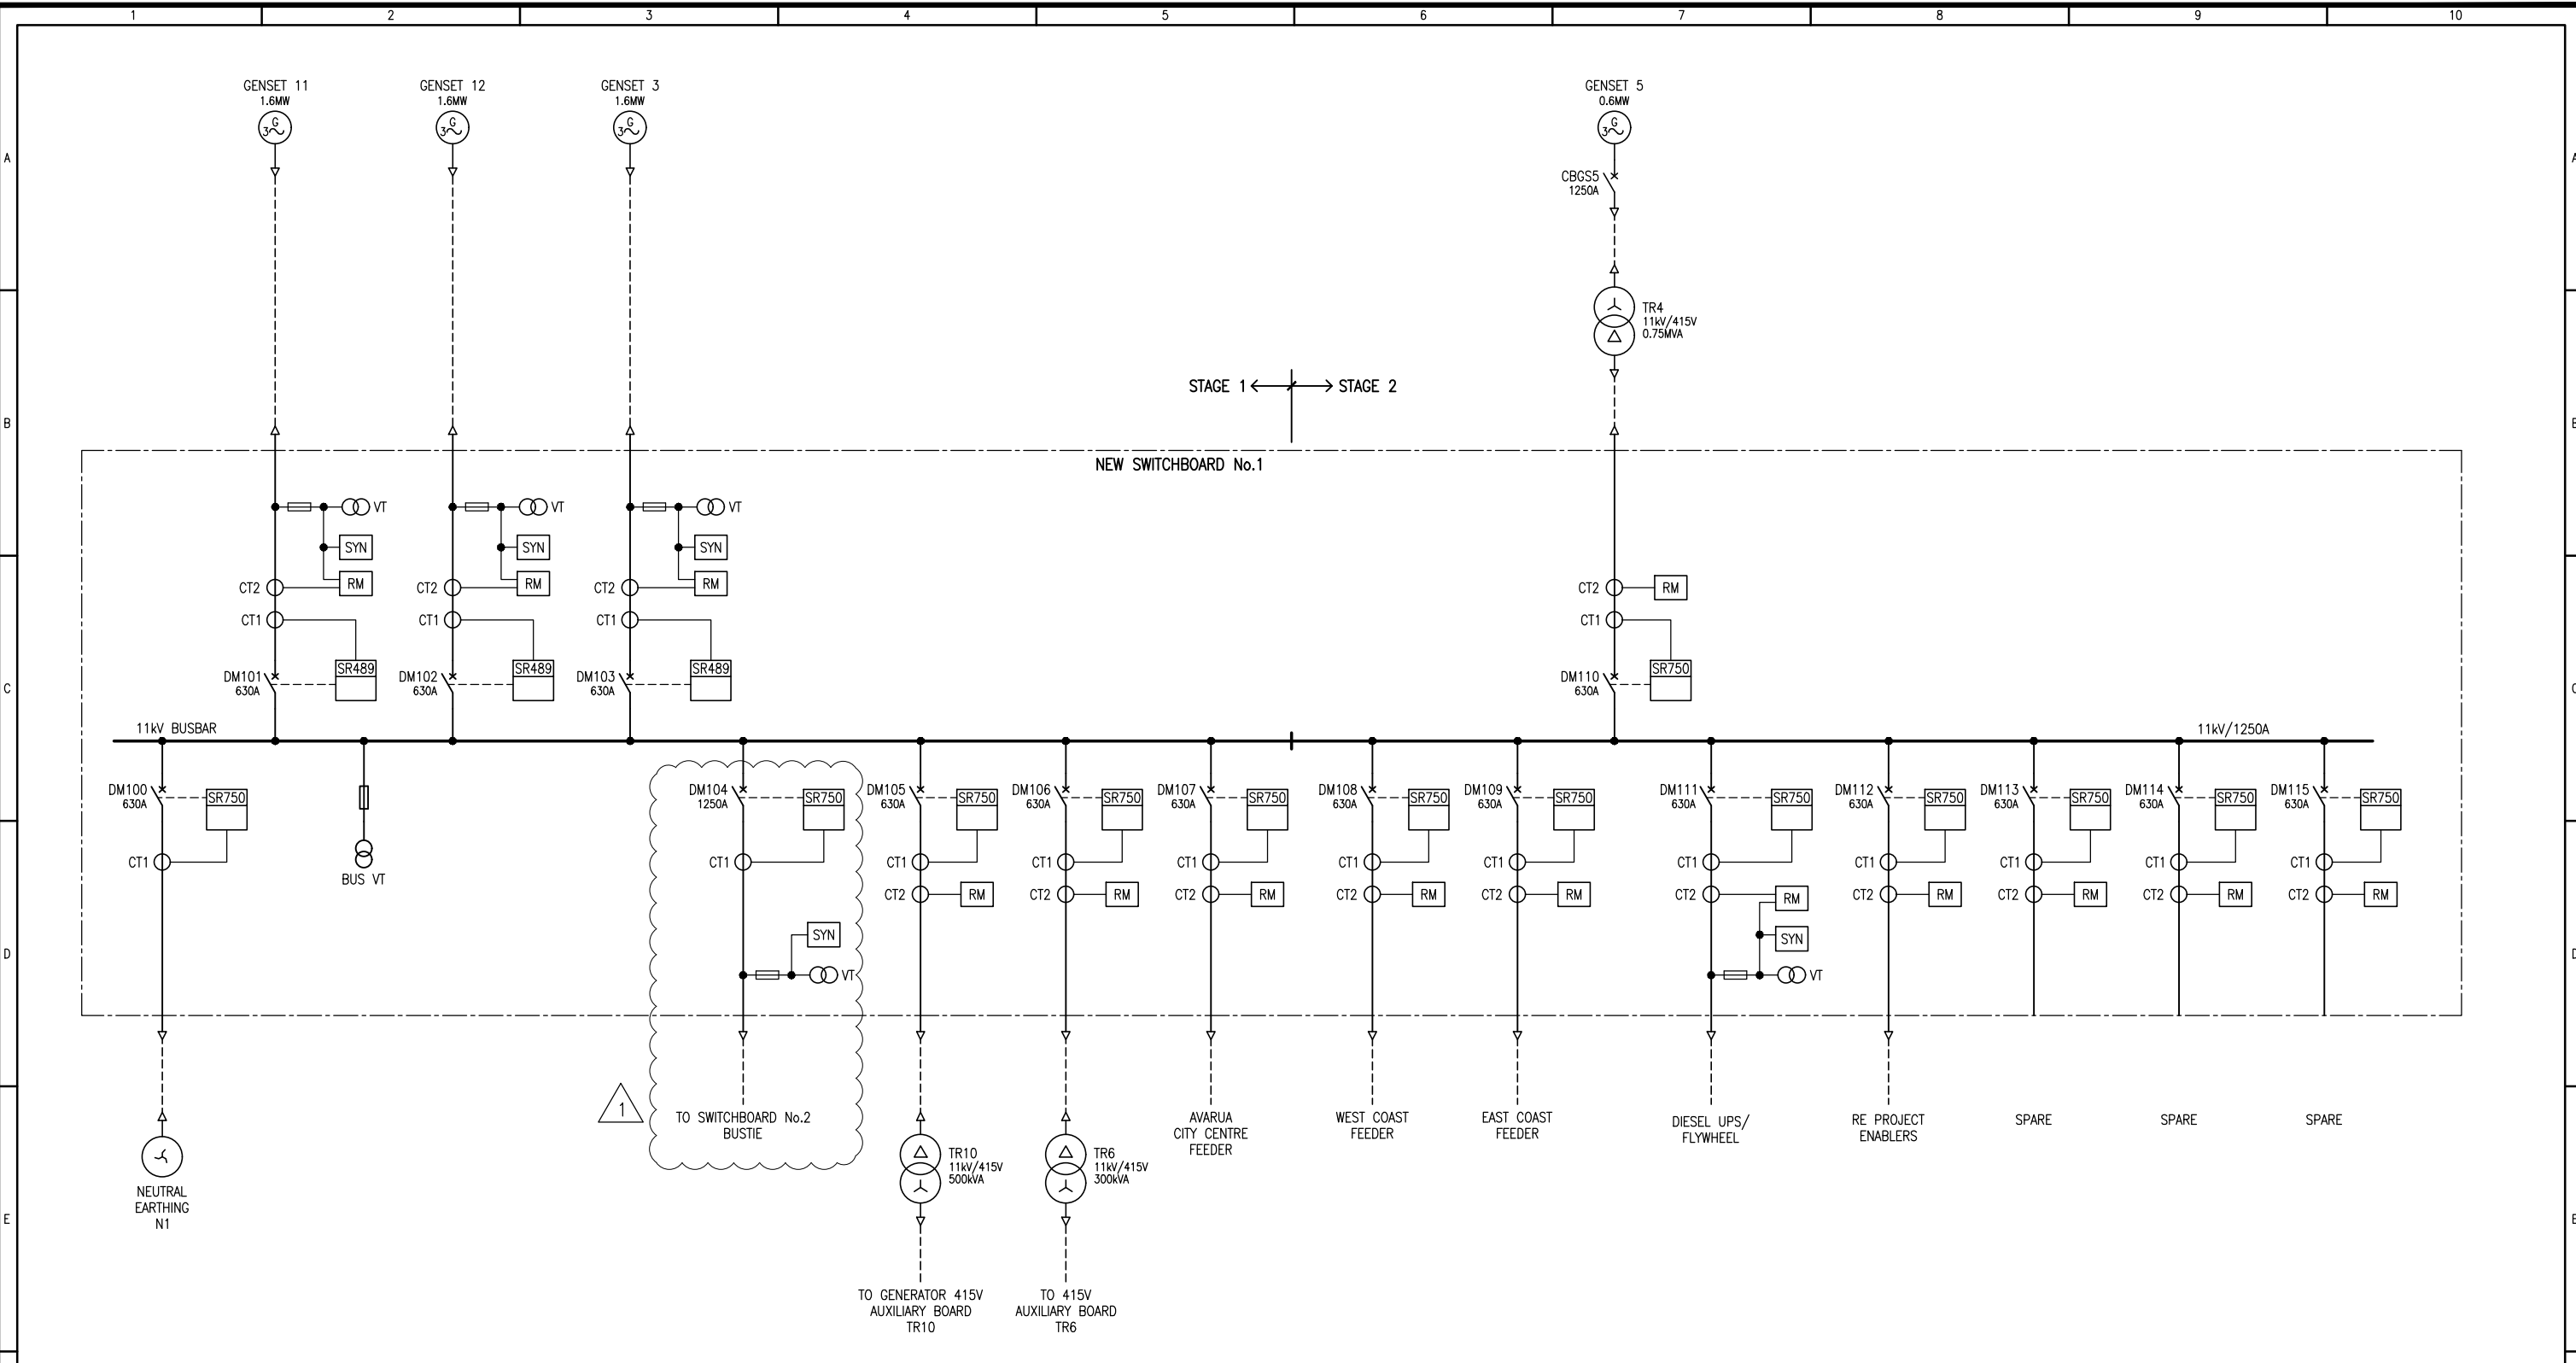 1 2 3 4 5 6 7 8 9 10
GENSET 11
1.6MW
G
3
GENSET 12
1.6MW
G
3
GENSET 3
1.6MW
G
3
GENSET 5
0.6MW
G
3
A
A
CBGS5
1250A
TR4
11kV/415V
0.75MVA
STAGE 1
STAGE 2
B
NEW SWITCHBOARD No.1
VT
SYN
RM
CT2
CT1
SR489
DM101
630A
VT
SYN
RM
CT2
CT1
SR489
DM102
630A
VT
SYN
RM
CT2
CT1
SR489
DM103
630A
CT2
RM
CT1
SR750
DM110
630A
C
11kV BUSBAR
11kV/1250A
DM100
630A
SR750
CT1
BUS VT
DM104
1250A
SR750
CT1
SYN
VT
DM105
630A
SR750
CT1
CT2
RM
DM106
630A
SR750
CT1
CT2
RM
DM107
630A
SR750
CT1
CT2
RM
DM108
630A
SR750
CT1
CT2
RM
DM109
630A
SR750
CT1
CT2
RM
DM111
630A
SR750
CT1
CT2
RM
SYN
VT
DM112
630A
SR750
CT1
CT2
RM
DM113
630A
SR750
CT1
CT2
RM
DM114
630A
SR750
CT1
CT2
RM
DM115
630A
SR750
CT1
CT2
RM
D
1
NEUTRAL
EARTHING
N1
TO SWITCHBOARD No.2
BUSTIE
TR10
11kV/415V
500kVA
TR6
11kV/415V
300kVA
AVARUA
CITY CENTRE
FEEDER
WEST COAST
FEEDER
EAST COAST
FEEDER
DIESEL UPS/
FLYWHEEL
RE PROJECT
ENABLERS
SPARE
SPARE
SPARE
E
TO GENERATOR 415V
AUXILIARY BOARD
TR10
TO 415V
AUXILIARY BOARD
TR6